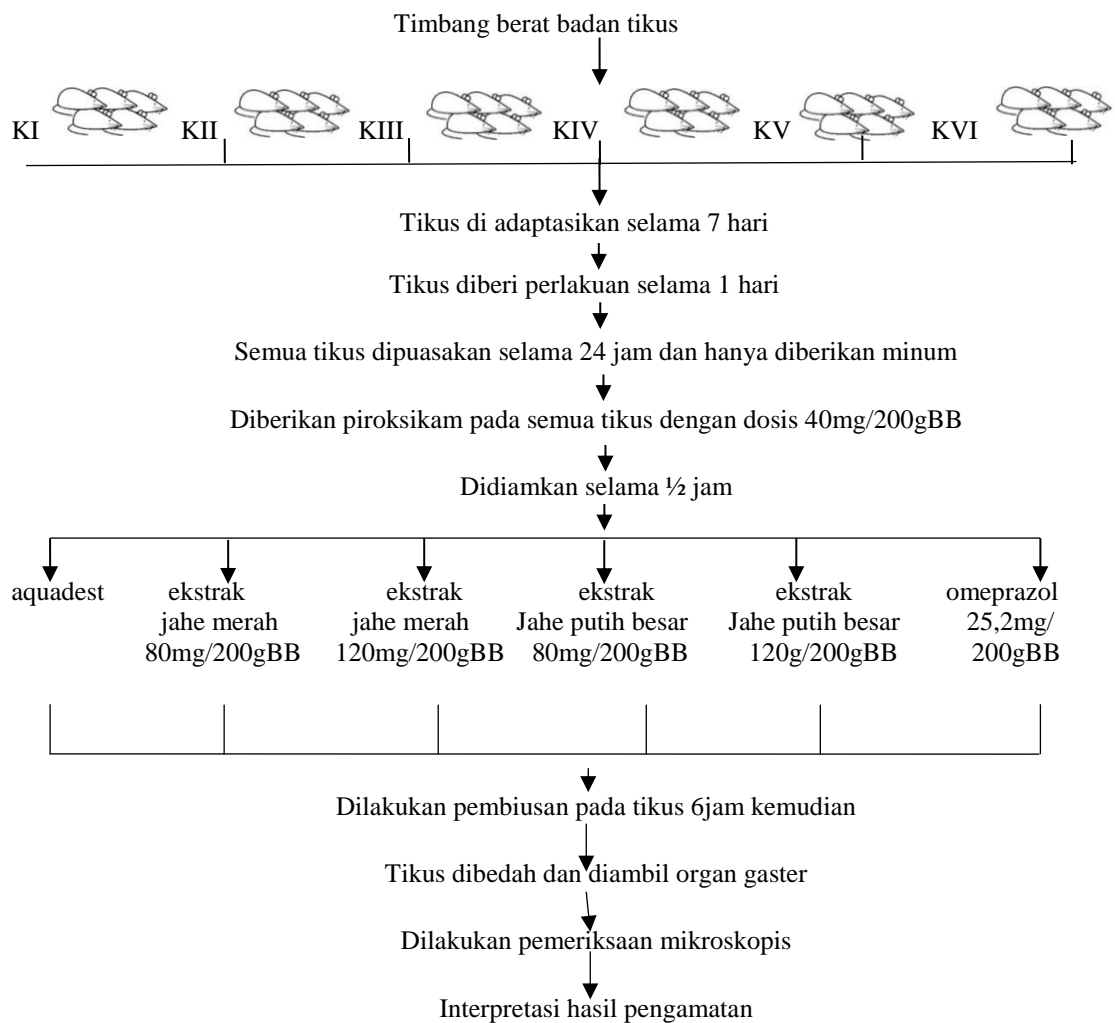 Timbang berat badan tikus
KI KII KIII KIV KV KVI
Tikus di adaptasikan selama 7 hari
Tikus diberi perlakuan selama 1 hari
Semua tikus dipuasakan selama 24 jam dan hanya diberikan minum
Diberikan piroksikam pada semua tikus dengan dosis 40mg/200gBB
Didiamkan selama ½ jam
aquadest
ekstrak
jahe merah
80mg/200gBB
ekstrak
jahe merah
120mg/200gBB
ekstrak
Jahe putih besar
80mg/200gBB
ekstrak
Jahe putih besar
120g/200gBB
omeprazol
25,2mg/
200gBB
Dilakukan pembiusan pada tikus 6jam kemudian
Tikus dibedah dan diambil organ gaster
Dilakukan pemeriksaan mikroskopis
Interpretasi hasil pengamatan